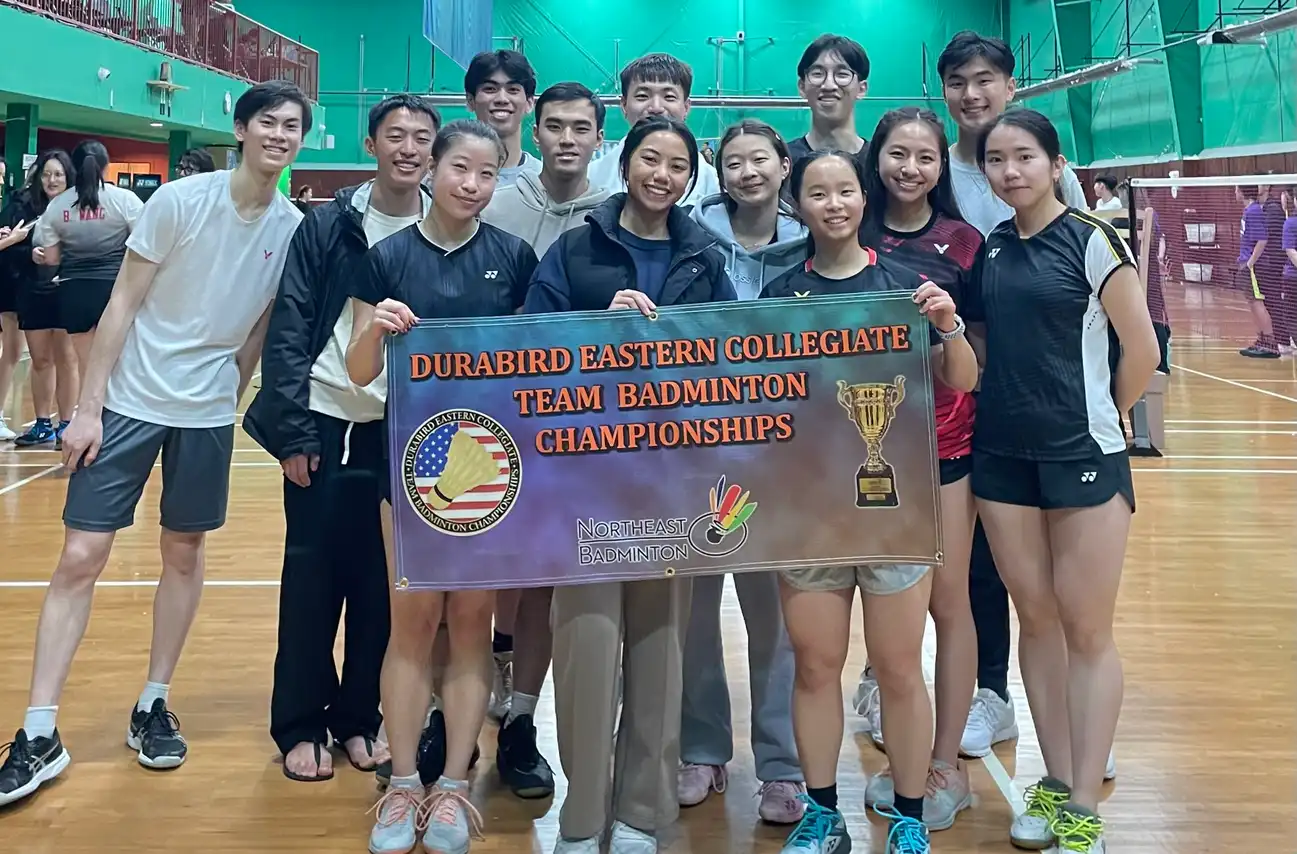 B. WANG
DURABIRD EASTERN COLLEGIATE
TEAM BADMINTON
CHAMPIONSHIPS
DURABIRD EASTERN COLLEGIATE
TEAM BADMINTON CHAMPIONSHIPS
NORTHEAST
BADMINTON